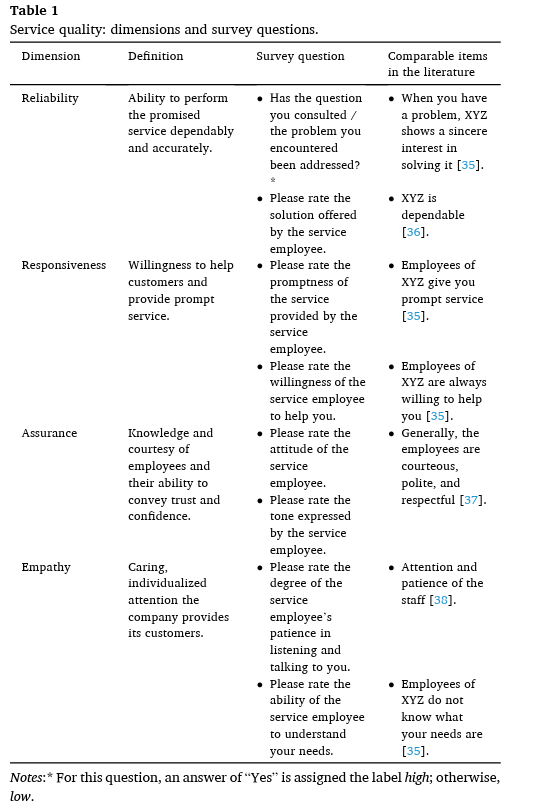 Table 1
Service quality: dimensions and survey questions.
Dimension Definition Survey question Comparable items
in the literature
Reliability Ability to perform • Has the question • When you have
the promised you consulted / a problem, XYZ
service dependably the problem you shows a sincere
and accurately. encountered interest in
been addressed? solving it [35].
*
• Please rate the • XYZ is
solution offered dependable
by the service [36].
employee.
Responsiveness Willingness to help • Please rate the • Employees of
customers and promptness of XYZ give you
provide prompt the service prompt service
service. provided by the [35].
service
employee.
• Please rate the • Employees of
willingness of the XYZ are always
service employee willing to help
to help you. you [35].
Assurance Knowledge and • Please rate the • Generally, the
courtesy of attitude of the employees are
employees and service courteous,
their ability to employee. polite, and
convey trust and • Please rate the respectful [37].
confidence. tone expressed
by the service
employee.
Empathy Caring, • Please rate the • Attention and
individualized degree of the patience of the
attention the service staff [38].
company provides employee's
its customers. patience in
listening and
talking to you.
• Please rate the • Employees of
ability of the XYZ do not
service employee know what
to understand your needs are
your needs. [35].
Notes:* For this question, an answer of “Yes” is assigned the label high; otherwise,
low.